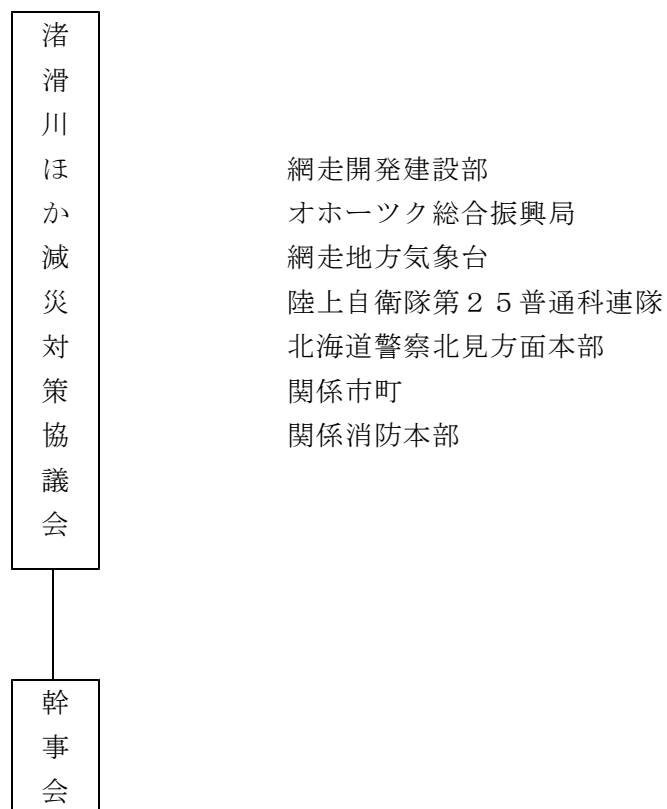 渚滑川ほか減災対策協議会
網走開発建設部
オホーツク総合振興局
網走地方気象台
陸上自衛隊第２５普通科連隊
北海道警察北見方面本部
関係市町
関係消防本部
幹事会